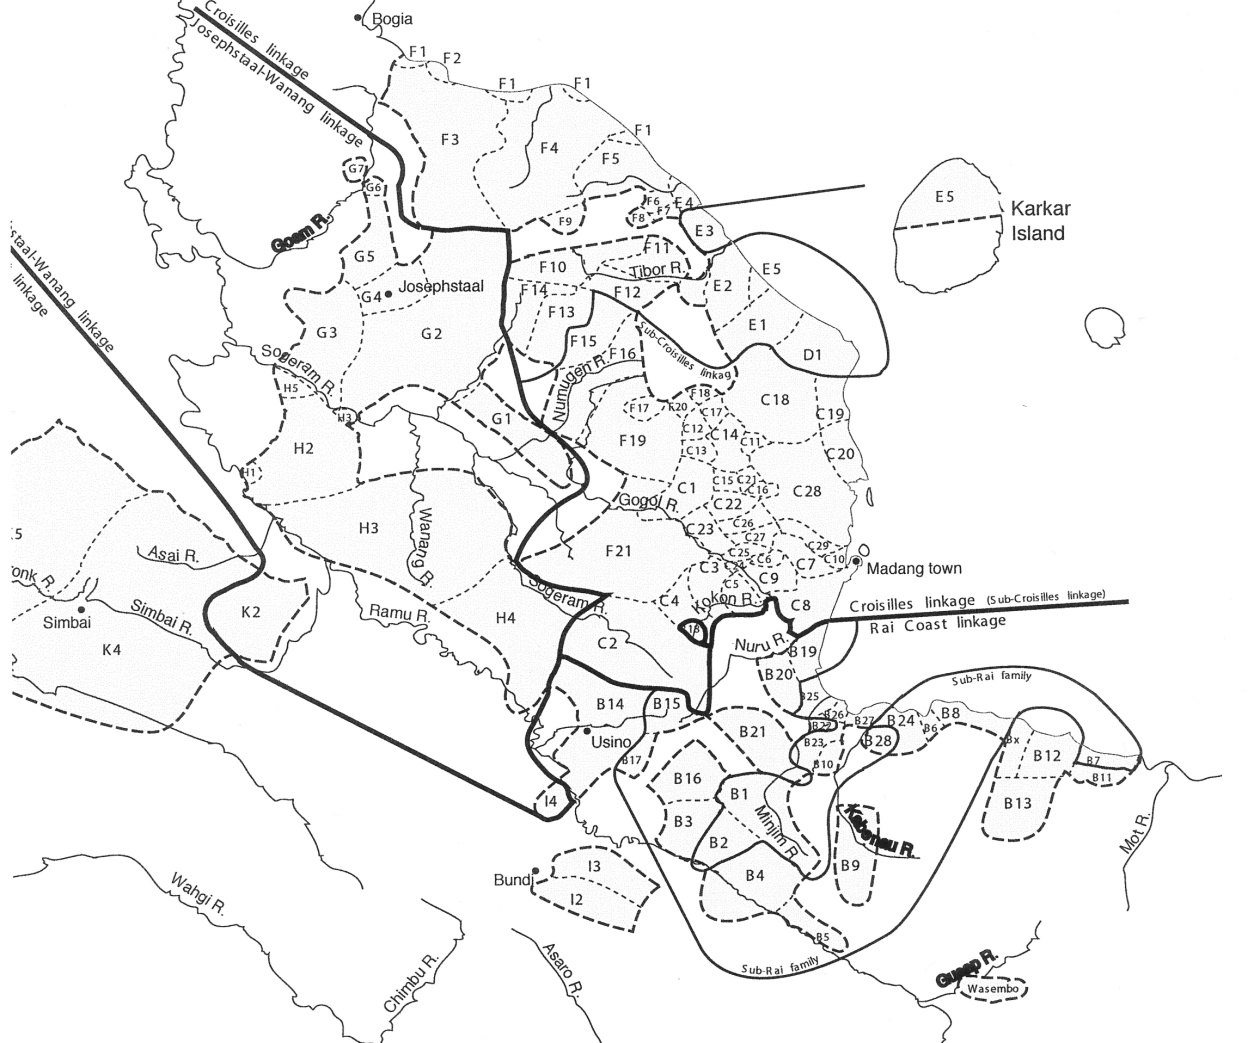 Croisilles linkage
Josephstaal-Wanang linkage
Bogia
F1
F2
F1
F1
F3
F4
F1
F5
G7
G6
F6
F7
E4
F8
F9
E3
E5
Karkar
Island
Goam R.
staal-Wanang linkage
linkage
G5
F11
Tibor R.
F10
E5
E2
G4
Josephstaal
F14
F12
F13
E1
G3
G2
F15
Sub-Croisilles linkag
D1
F16
Sogeram R.
Numugen R.
H5
F18
C18
H3
G1
F17
F20
C17
C19
C12
C14
C11
F19
C13
H2
C20
H1
C15
C21
C16
C1
C28
Gogol R.
C22
H3
Wanang R.
C23
C26
C27
5
Asai R.
F21
C25
C29
C6
C10
C3
C24
C7
Madang town
onk R.
C9
C5
Sogeram R.
C4
Kokon R.
C8
Croisilles linkage (Sub-Croisilles linkage)
K2
Simbai
Simbai R.
Ramu R.
H4
Rai Coast linkage
K4
C2
Nuru R.
B19
B20
Sub-Rai family
B14
B15
B25
B26
B27
B24
B8
B22
B6
Usino
B21
B23
B28
Bx
B12
B17
B10
B7
B11
B16
B1
I4
B13
B3
Minjim R.
Kabenau R.
Mot R.
B2
Bundi
I3
B4
B9
Wahgi R.
I2
B5
Asaro R.
Sub-Rai family
Chimbu R.
Gusap R.
Wasembo